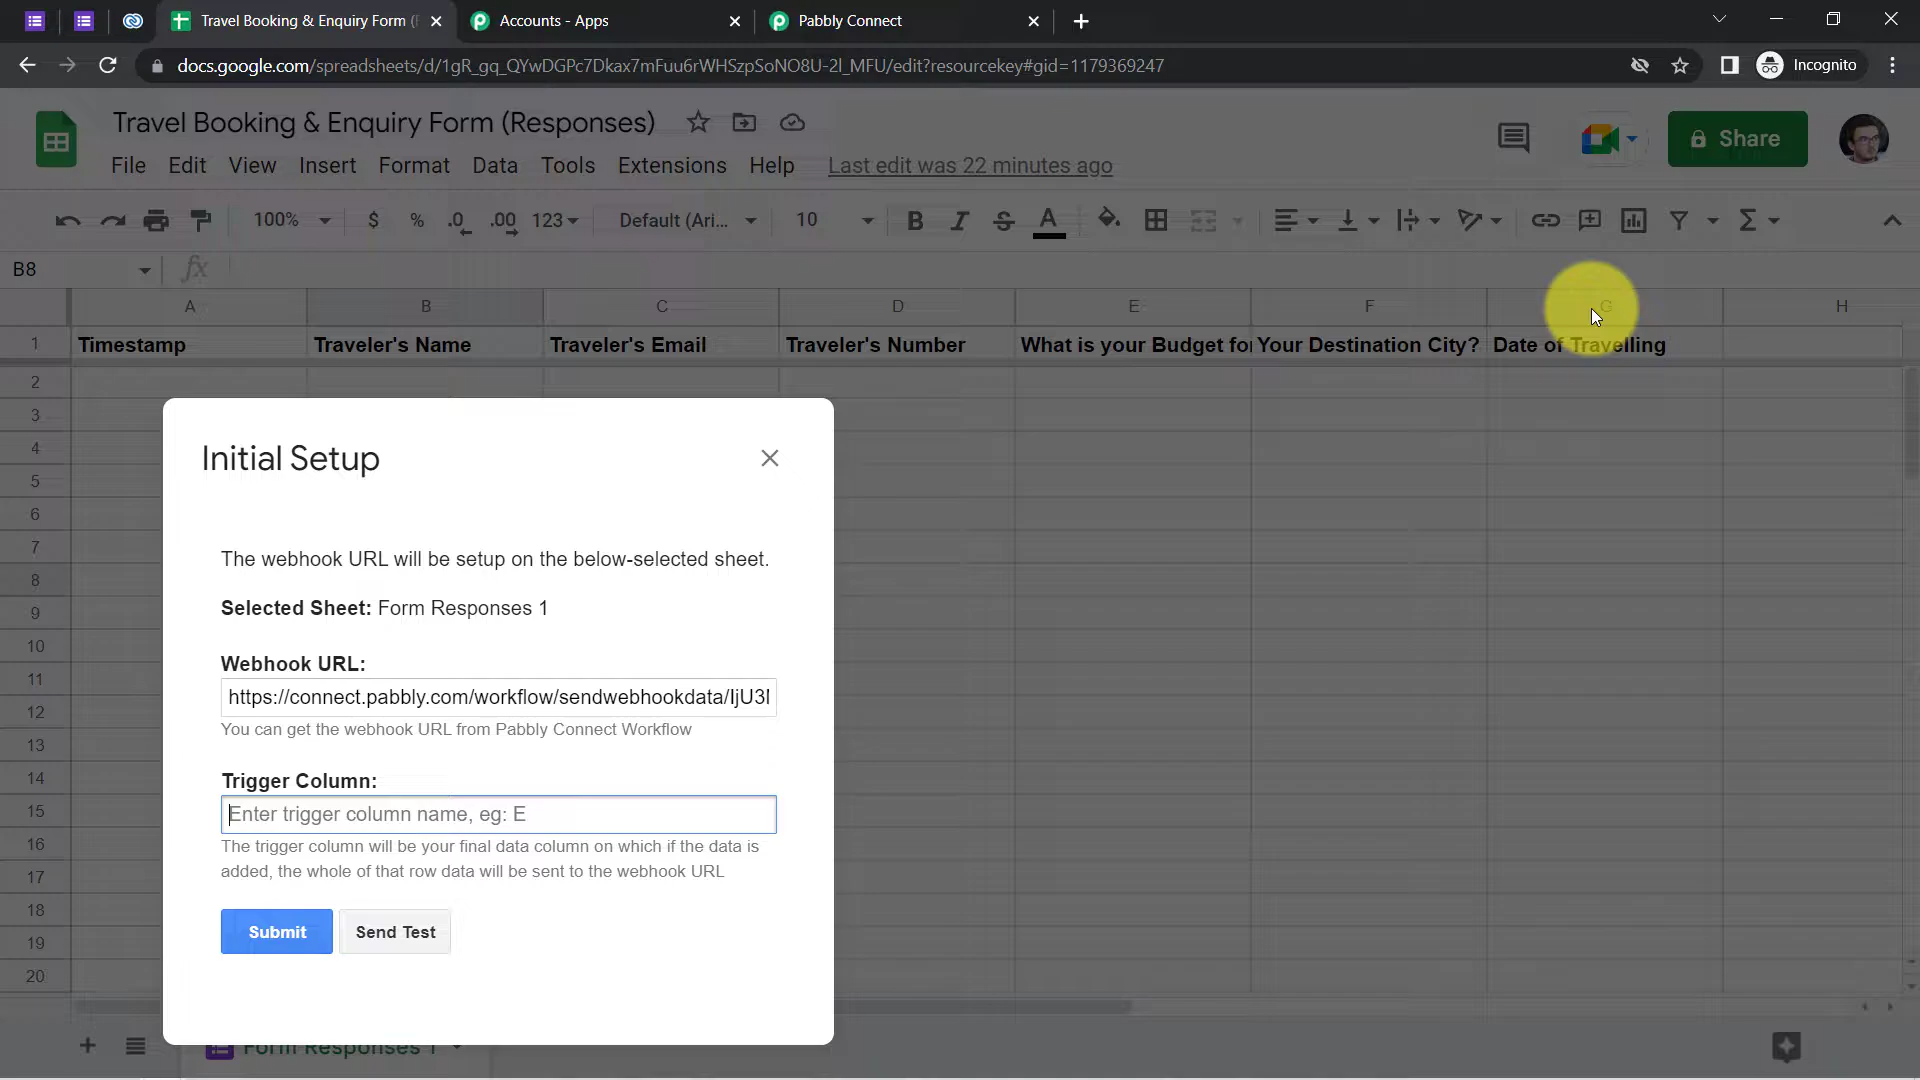 Travel Booking & Enquiry Form (
Accounts - Apps
Pabbly Connect
docs.google.com/spreadsheets/d/1gR_gq_QYwDGPc7Dkax7mFuu6rWHSzpSoNO8U-2l_MFU/edit?resourcekey#gid=1179369247
Incognito
Travel Booking & Enquiry Form (Responses)
Share
File Edit View Insert Format Data Tools Extensions Help Last edit was 22 minutes ago
100% $ % .0 .00 123 Default (Ari... 10 B I S A
B8 fx
A B C D E F G H
1 Timestamp Traveler's Name Traveler's Email Traveler's Number What is your Budget for Your Destination City? Date of Travelling
2
3
4
5
6
7
8
9
10
11
12
13
14
15
16
17
18
19
20
Initial Setup
The webhook URL will be setup on the below-selected sheet.
Selected Sheet: Form Responses 1
Webhook URL:
https://connect.pabbly.com/workflow/sendwebhookdata/IjU3I
You can get the webhook URL from Pabbly Connect Workflow
Trigger Column:
Enter trigger column name, eg: E
The trigger column will be your final data column on which if the data is
added, the whole of that row data will be sent to the webhook URL
Submit Send Test
Form Responses 1